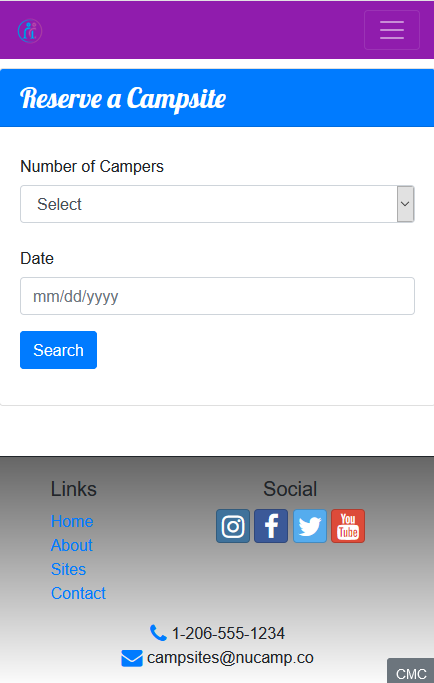 Reserve a Campsite
Number of Campers
Select
Date
mm/dd/yyyy
Search
Links
Home
About
Sites
Contact
Social
You
Tube
1-206-555-1234
campsites@nucamp.co
CMC